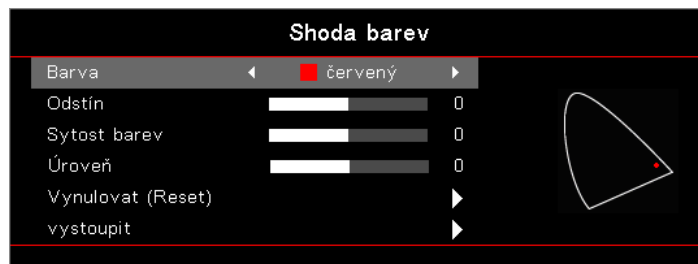 Shoda barev
Barva červený
Odstín 0
Sytost barev 0
Úroveň 0
Vynulovat (Reset)
vystoupit